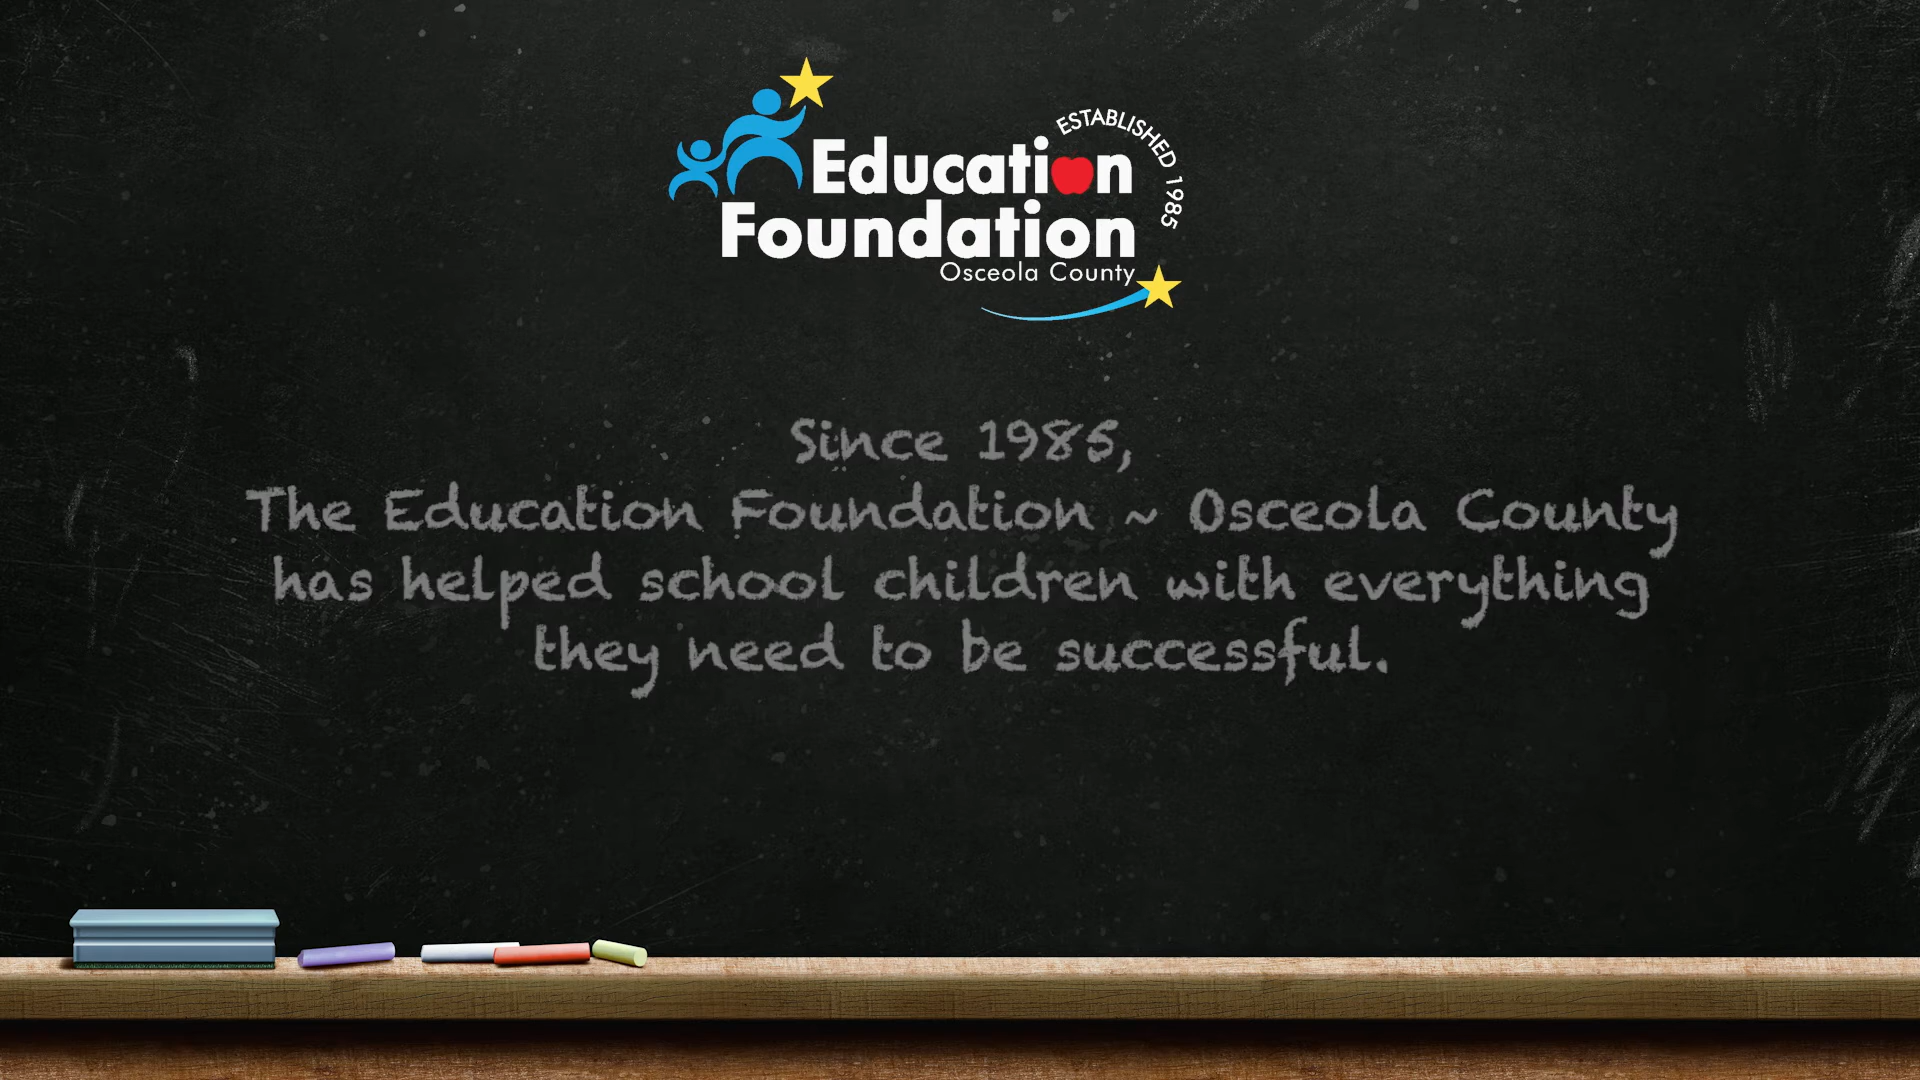 Education
Foundation
Osceola County
ESTABLISHED 1985
Since 1985,
The Education Foundation ~ Osceola County
has helped school children with everything
they need to be successful.